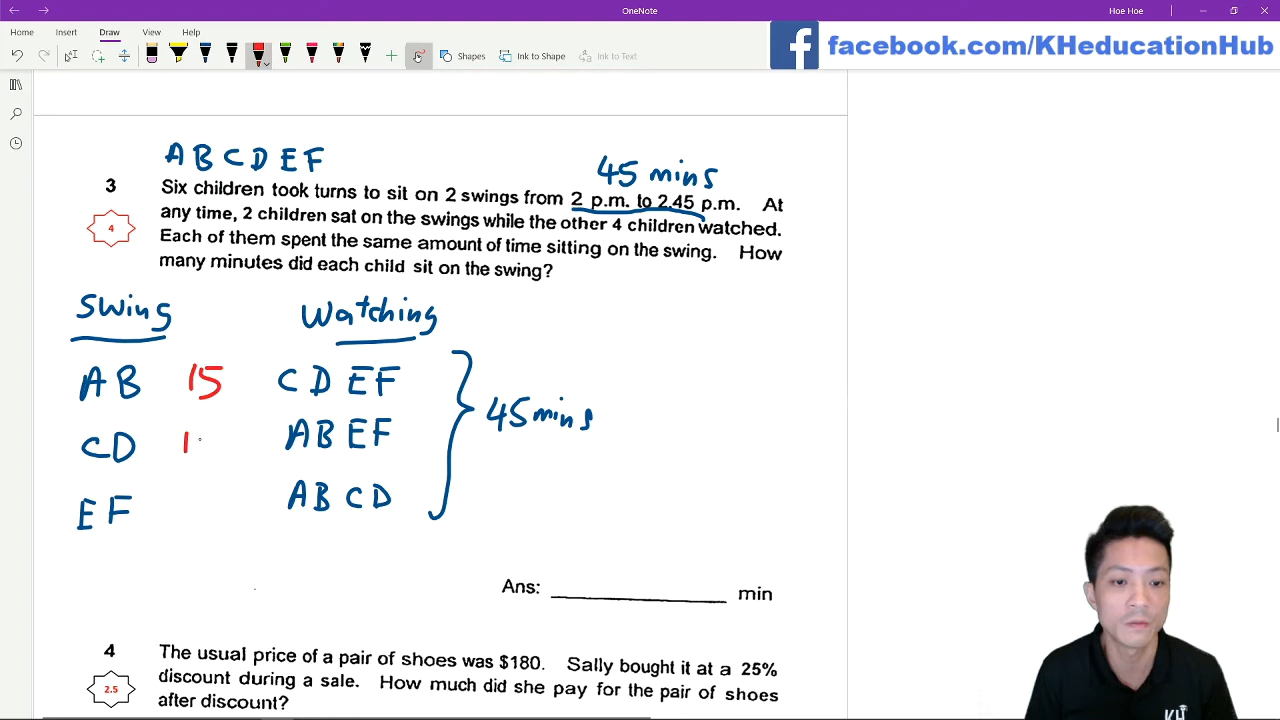 OneNote
Hoe Hoe
Home Insert Draw View Help
Shapes Ink to Shape Ink to Text
facebook.com/KHeducationHub
A B C D E F
45 mins
3 Six children took turns to sit on 2 swings from 2 p.m. to 2.45 p.m. At
4 any time, 2 children sat on the swings while the other 4 children watched.
Each of them spent the same amount of time sitting on the swing. How
many minutes did each child sit on the swing?
Swing Watching
A B 15 C D E F
C D 1 A B E F
45 mins
E F A B C D
Ans: ____________ min
4 The usual price of a pair of shoes was $180. Sally bought it at a 25%
2.5 discount during a sale. How much did she pay for the pair of shoes
after discount?
KH